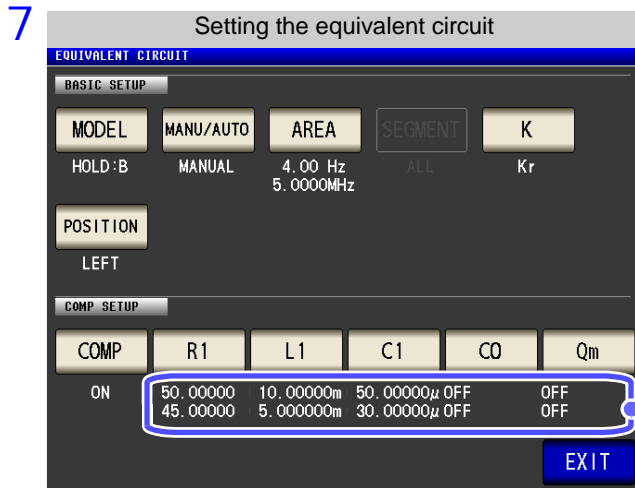 7
Setting the equivalent circuit
EQUIVALENT CIRCUIT
BASIC SETUP
MODEL MANU/AUTO AREA SEGMENT K
HOLD:B MANUAL 4.00 Hz ALL Kr
5.0000MHz
POSITION
LEFT
COMP SETUP
COMP R1 L1 C1 C0 Qm
ON 50.00000 10.00000m 50.00000μ OFF OFF
45.00000 5.000000m 30.00000μ OFF OFF
EXIT